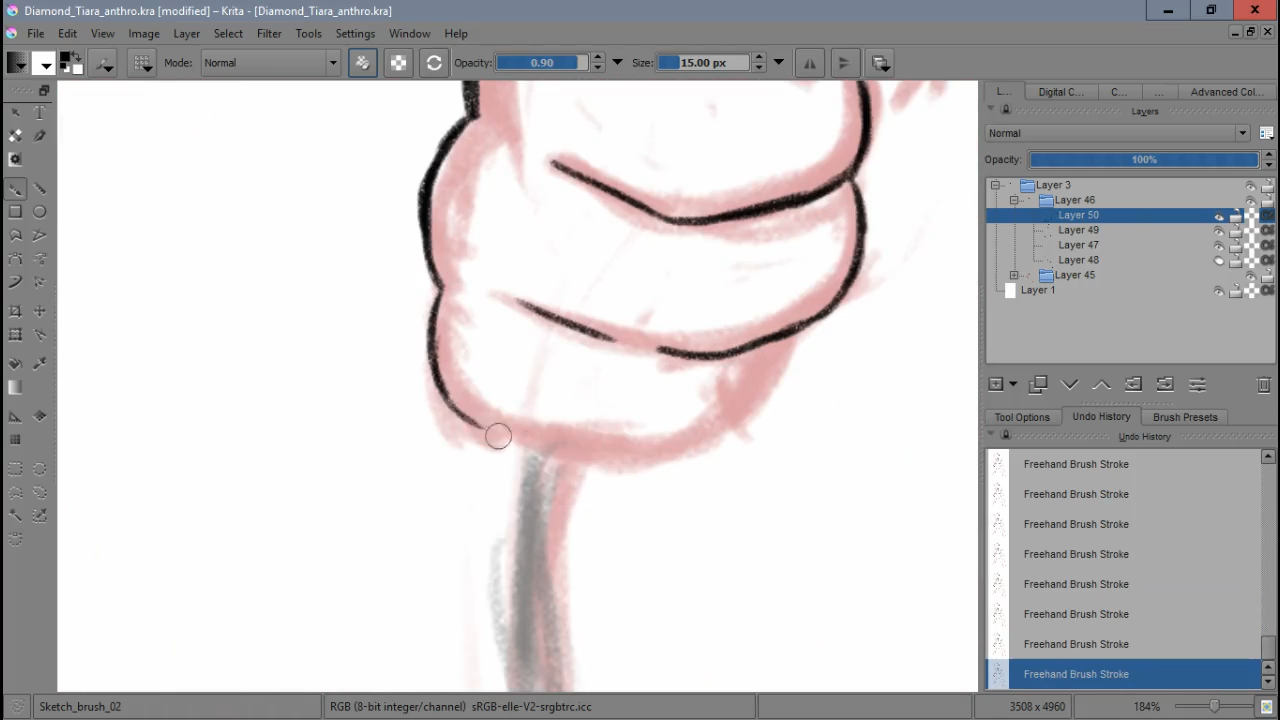 Diamond_Tiara_anthro.kra [modified] – Krita - [Diamond_Tiara_anthro.kra]
File Edit View Image Layer Select Filter Tools Settings Window Help
Mode: Normal Opacity: 0.90 Size: 15.00 px
L... Digital C... C... ... Advanced Col...
Layers
Normal
Opacity: 100%
Layer 3
Layer 46
Layer 50
Layer 49
Layer 47
Layer 48
Layer 45
Layer 1
Tool Options Undo History Brush Presets
Undo History
Freehand Brush Stroke
Freehand Brush Stroke
Freehand Brush Stroke
Freehand Brush Stroke
Freehand Brush Stroke
Freehand Brush Stroke
Freehand Brush Stroke
Freehand Brush Stroke
Sketch_brush_02 RGB (8-bit integer/channel) sRGB-elle-V2-srgbtrc.icc 3508 x 4960 184%